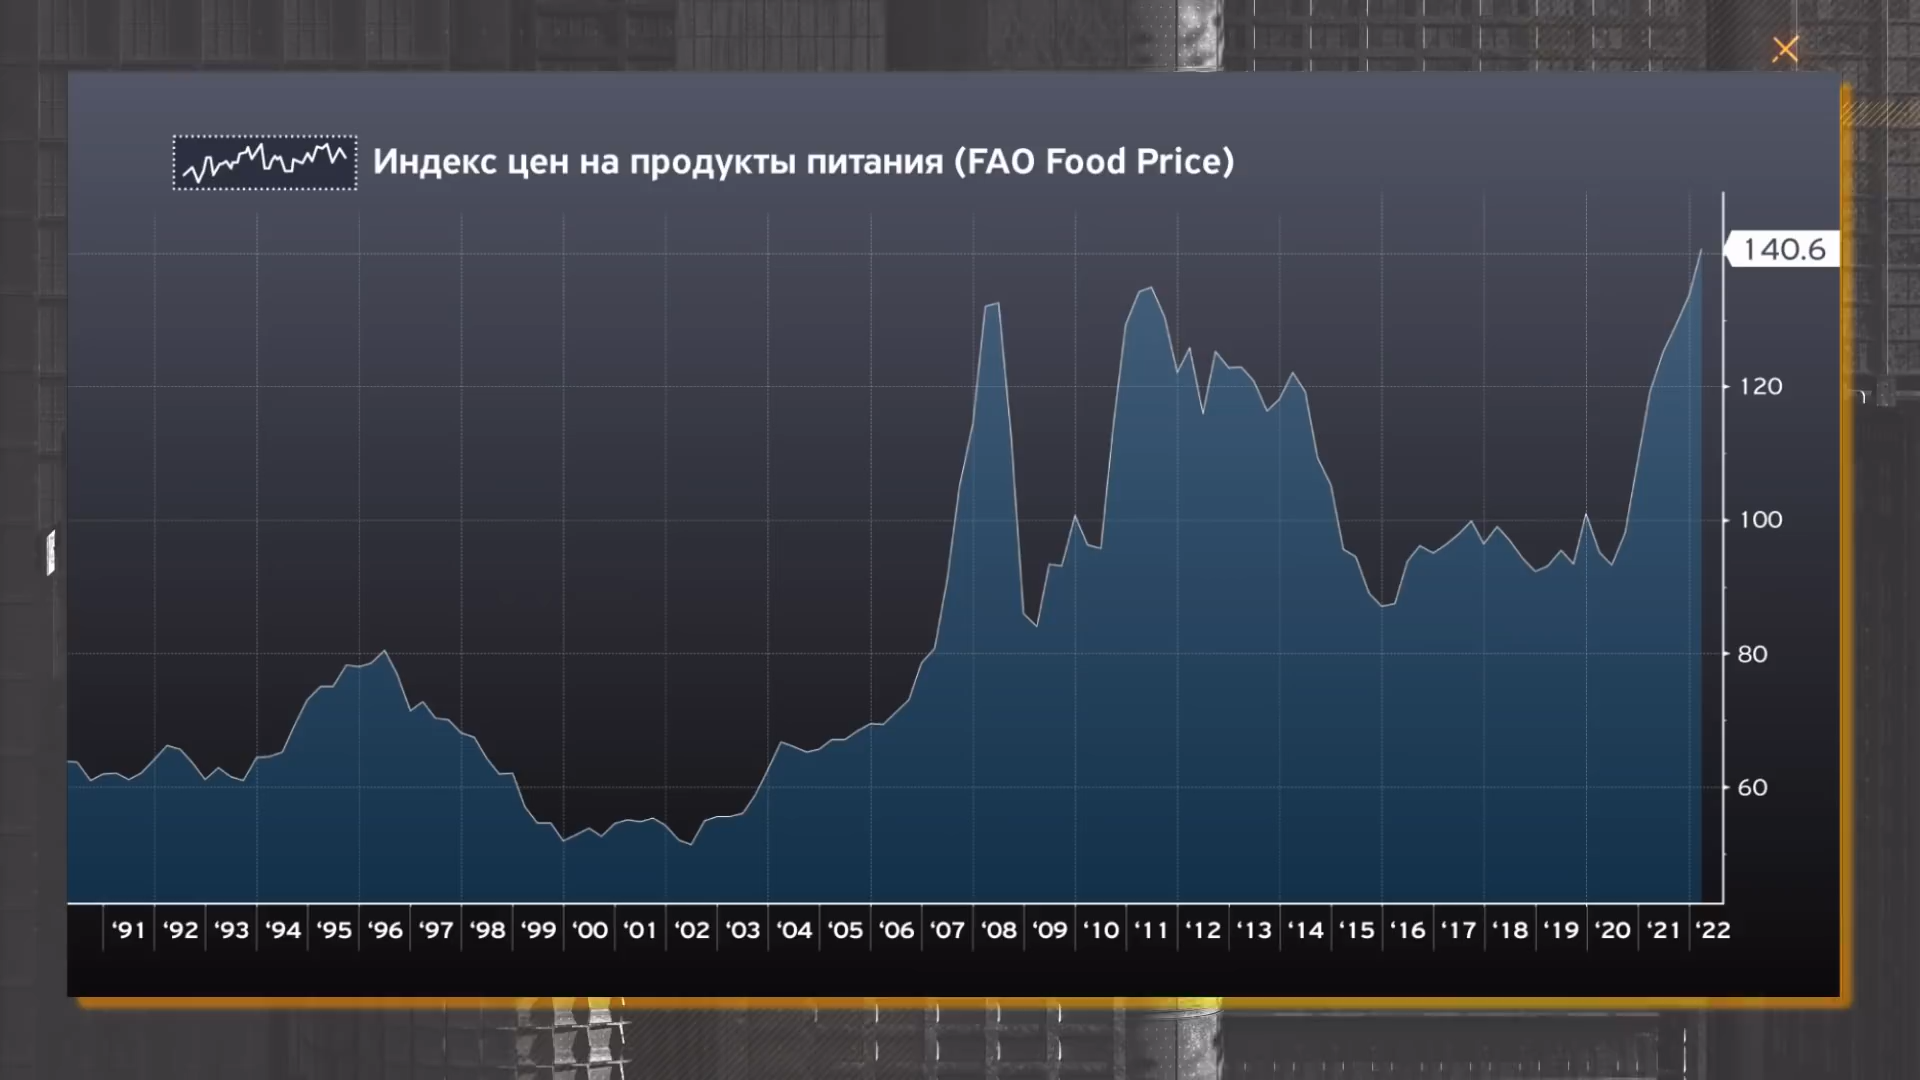 Индекс цен на продукты питания (FAO Food Price)
140.6
120
100
80
60
‘91 ‘92 ‘93 ‘94 ‘95 ‘96 ‘97 ‘98 ‘99 ‘00 ‘01 ‘02 ‘03 ‘04 ‘05 ‘06 ‘07 ‘08 ‘09 ‘10 ‘11 ‘12 ‘13 ‘14 ‘15 ‘16 ‘17 ‘18 ‘19 ‘20 ‘21 ‘22